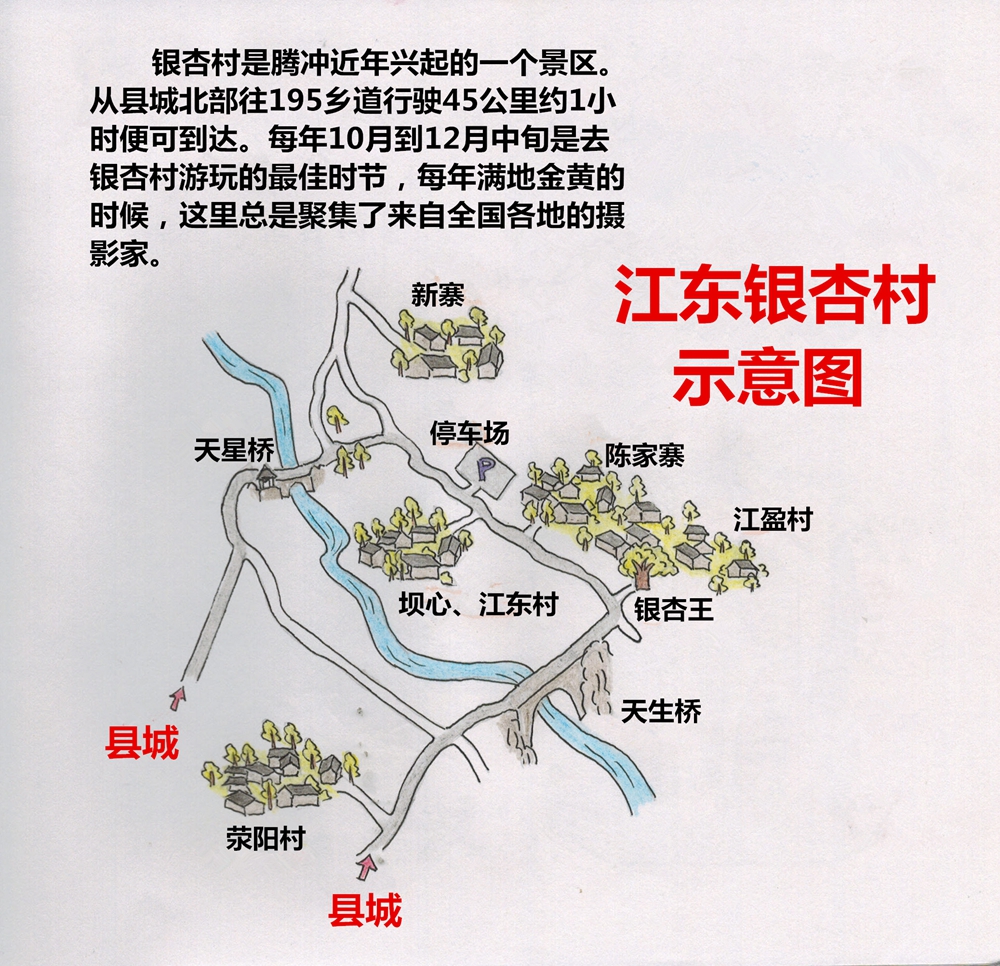 银杏村是腾冲近年兴起的一个景区。
从县城北部往195乡道行驶45公里约1小
时便可到达。每年10月到12月中旬是去
银杏村游玩的最佳时节，每年满地金黄的
时候，这里总是聚集了来自全国各地的摄
影家。
江东银杏村
示意图
新寨
天星桥
停车场
P
陈家寨
江盈村
坝心、江东村
银杏王
天生桥
县城
荥阳村
县城